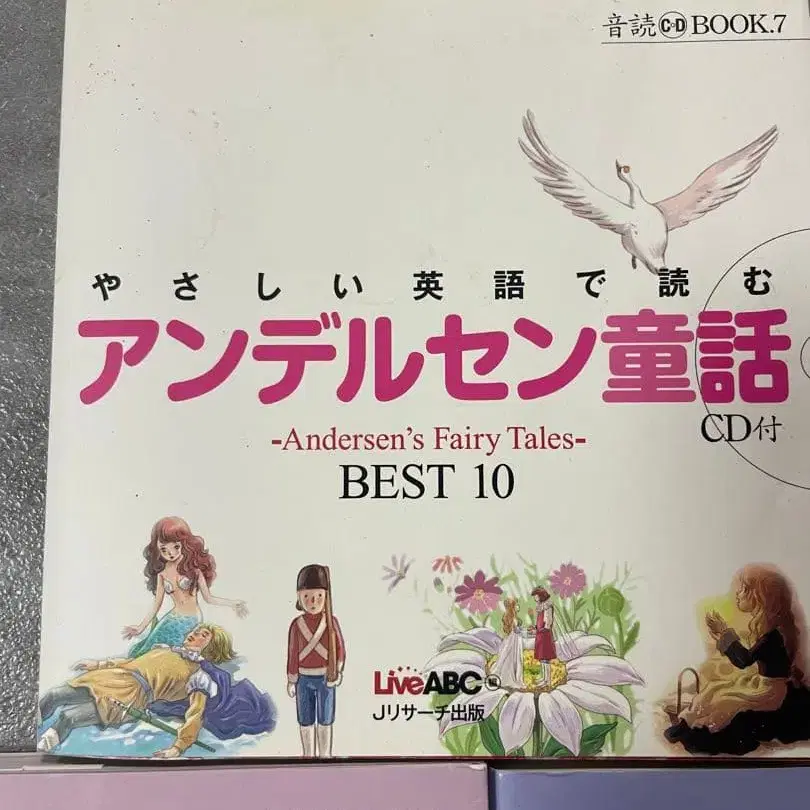 音読CD BOOK.7
やさしい英語で読む
アンデルセン童話
CD付
-Andersen's Fairy Tales-
BEST 10
LiveABC 編
Jリサーチ出版